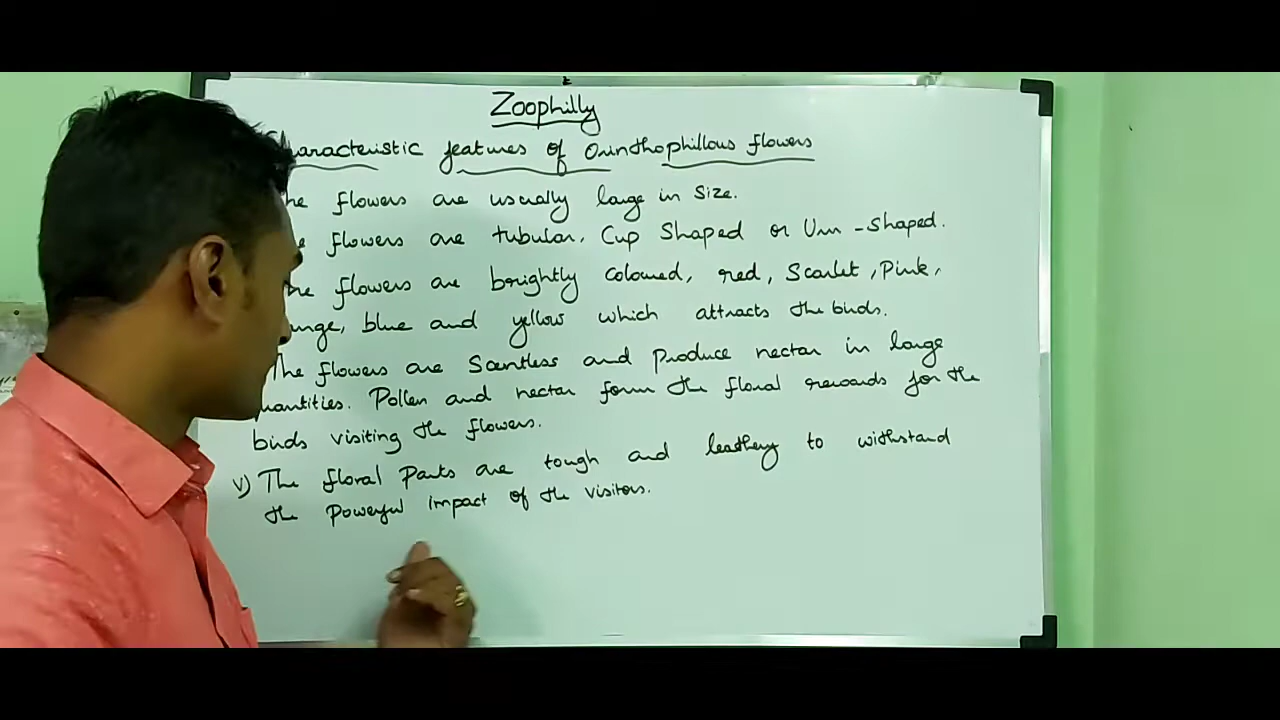 Zoophilly
haracteristic features of Orinthophillous flowers
he flowers are usually large in Size.
e flowers are tubular, Cup Shaped or Urn-Shaped.
he flowers are brightly coloured, red, Scarlet, Pink,
ange, blue and yellow which attracts the birds.
The flowers are Scentless and Produce nectar in large
uantities. Pollen and nectar form the floral rewards for the
birds visiting the flowers.
v) The floral Parts are tough and leathery to withstand
the Powerful impact of the visitors.